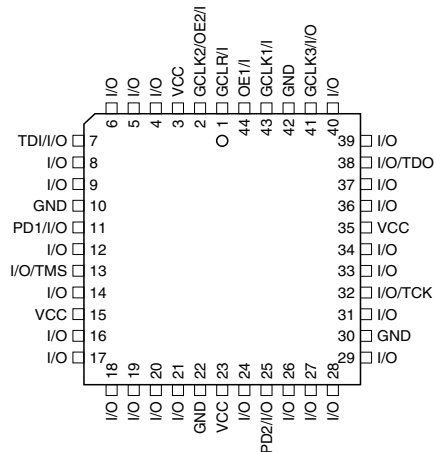 I/O
I/O
I/O
VCC
GCLK2/OE2/I
GCLR/I
OE1/I
GCLK1/I
GND
GCLK3/I/O
I/O
6
5
4
3
2
1
44
43
42
41
40
TDI/I/O 7
I/O 8
I/O 9
GND 10
PD1/I/O 11
I/O 12
I/O/TMS 13
I/O 14
VCC 15
I/O 16
I/O 17
39 I/O
38 I/O/TDO
37 I/O
36 I/O
35 VCC
34 I/O
33 I/O
32 I/O/TCK
31 I/O
30 GND
29 I/O
18
19
20
21
22
23
24
25
26
27
28
I/O
I/O
I/O
I/O
GND
VCC
I/O
PD2/I/O
I/O
I/O
I/O